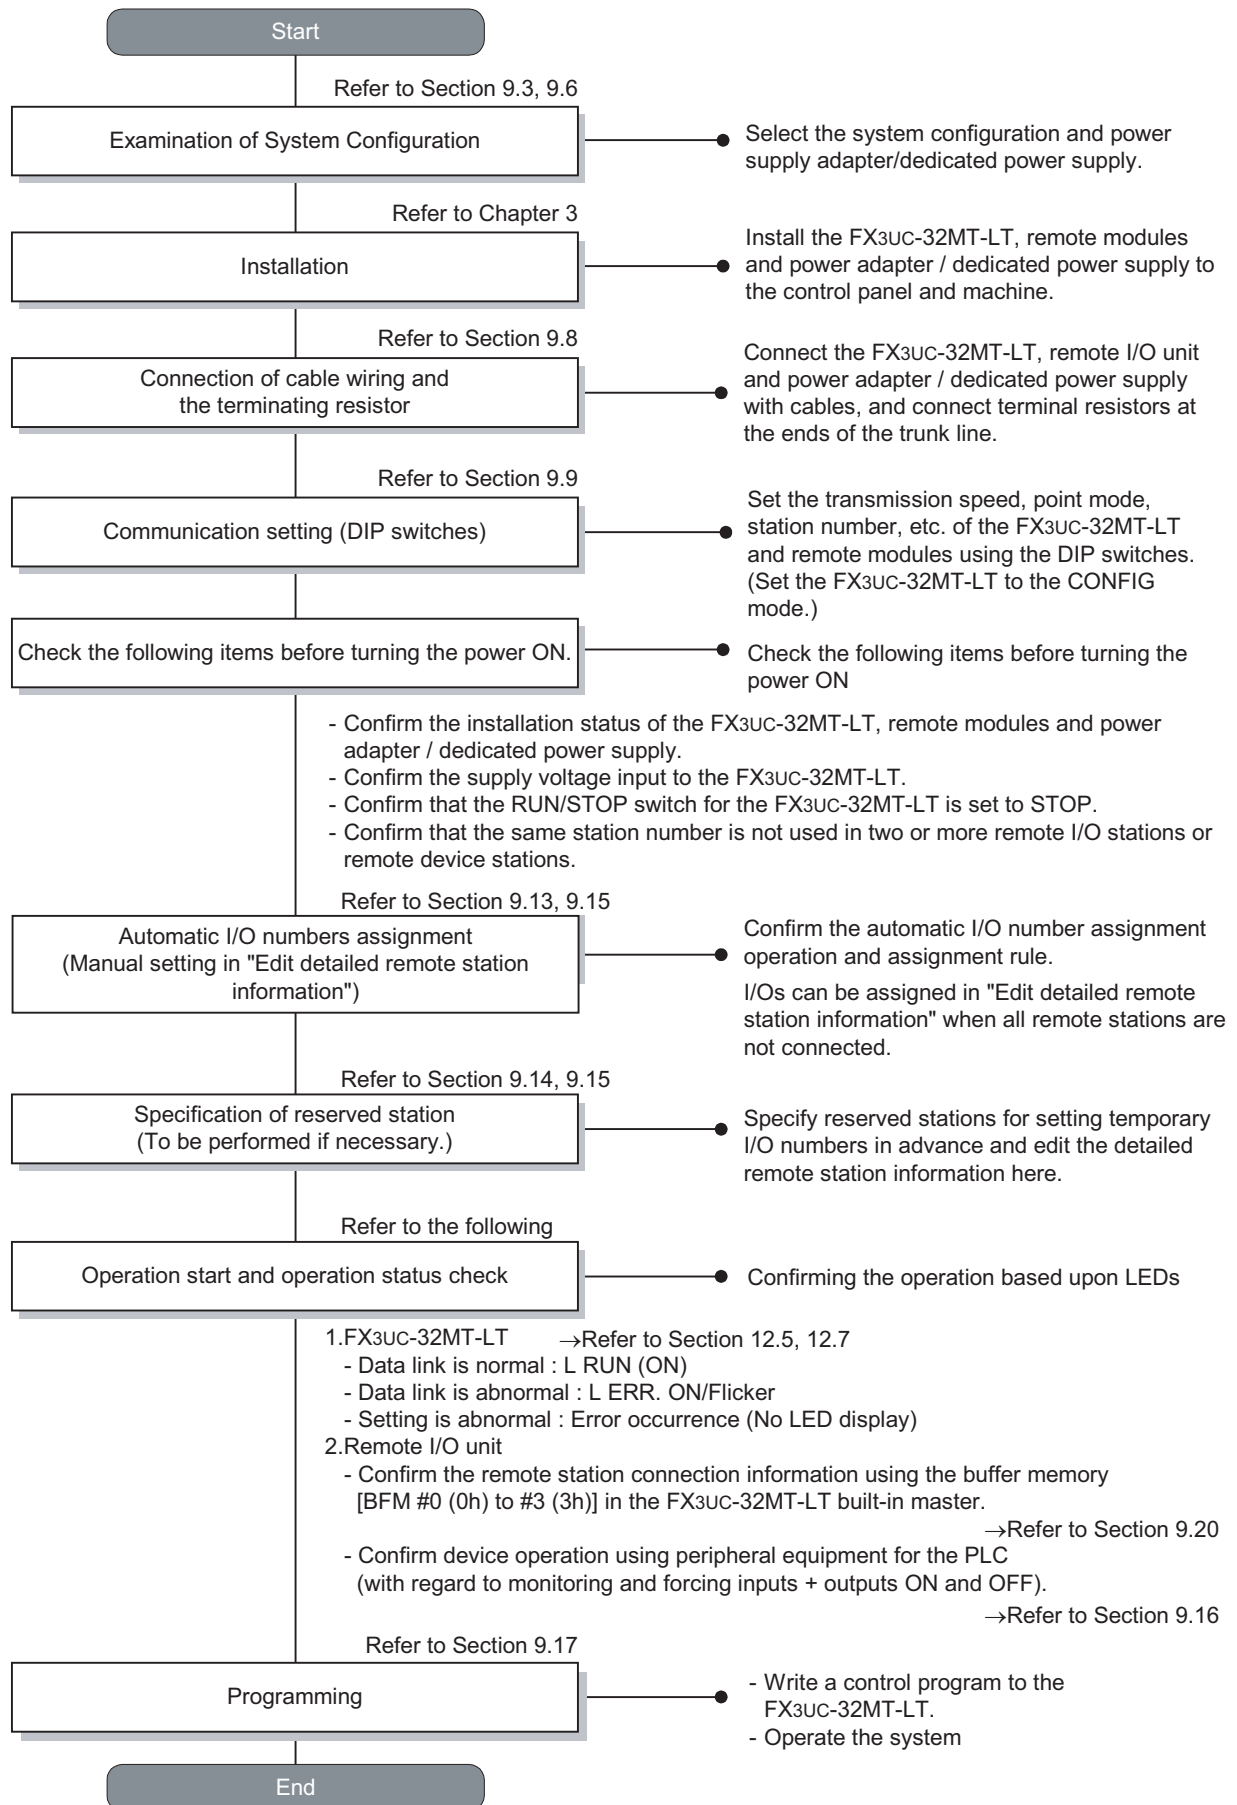 Start
Refer to Section 9.3, 9.6
Examination of System Configuration
Select the system configuration and power
supply adapter/dedicated power supply.
Refer to Chapter 3
Installation
Install the FX3UC-32MT-LT, remote modules
and power adapter / dedicated power supply to
the control panel and machine.
Refer to Section 9.8
Connection of cable wiring and
the terminating resistor
Connect the FX3UC-32MT-LT, remote I/O unit
and power adapter / dedicated power supply
with cables, and connect terminal resistors at
the ends of the trunk line.
Refer to Section 9.9
Communication setting (DIP switches)
Set the transmission speed, point mode,
station number, etc. of the FX3UC-32MT-LT
and remote modules using the DIP switches.
(Set the FX3UC-32MT-LT to the CONFIG
mode.)
Check the following items before turning the power ON.
Check the following items before turning the
power ON
- Confirm the installation status of the FX3UC-32MT-LT, remote modules and power
adapter / dedicated power supply.
- Confirm the supply voltage input to the FX3UC-32MT-LT.
- Confirm that the RUN/STOP switch for the FX3UC-32MT-LT is set to STOP.
- Confirm that the same station number is not used in two or more remote I/O stations or
remote device stations.
Refer to Section 9.13, 9.15
Automatic I/O numbers assignment
(Manual setting in "Edit detailed remote station
information")
Confirm the automatic I/O number assignment
operation and assignment rule.
I/Os can be assigned in "Edit detailed remote
station information" when all remote stations are
not connected.
Refer to Section 9.14, 9.15
Specification of reserved station
(To be performed if necessary.)
Specify reserved stations for setting temporary
I/O numbers in advance and edit the detailed
remote station information here.
Refer to the following
Operation start and operation status check
Confirming the operation based upon LEDs
1.FX3UC-32MT-LT →Refer to Section 12.5, 12.7
- Data link is normal : L RUN (ON)
- Data link is abnormal : L ERR. ON/Flicker
- Setting is abnormal : Error occurrence (No LED display)
2.Remote I/O unit
- Confirm the remote station connection information using the buffer memory
[BFM #0 (0h) to #3 (3h)] in the FX3UC-32MT-LT built-in master.
→Refer to Section 9.20
- Confirm device operation using peripheral equipment for the PLC
(with regard to monitoring and forcing inputs + outputs ON and OFF).
→Refer to Section 9.16
Refer to Section 9.17
Programming
- Write a control program to the
FX3UC-32MT-LT.
- Operate the system
End